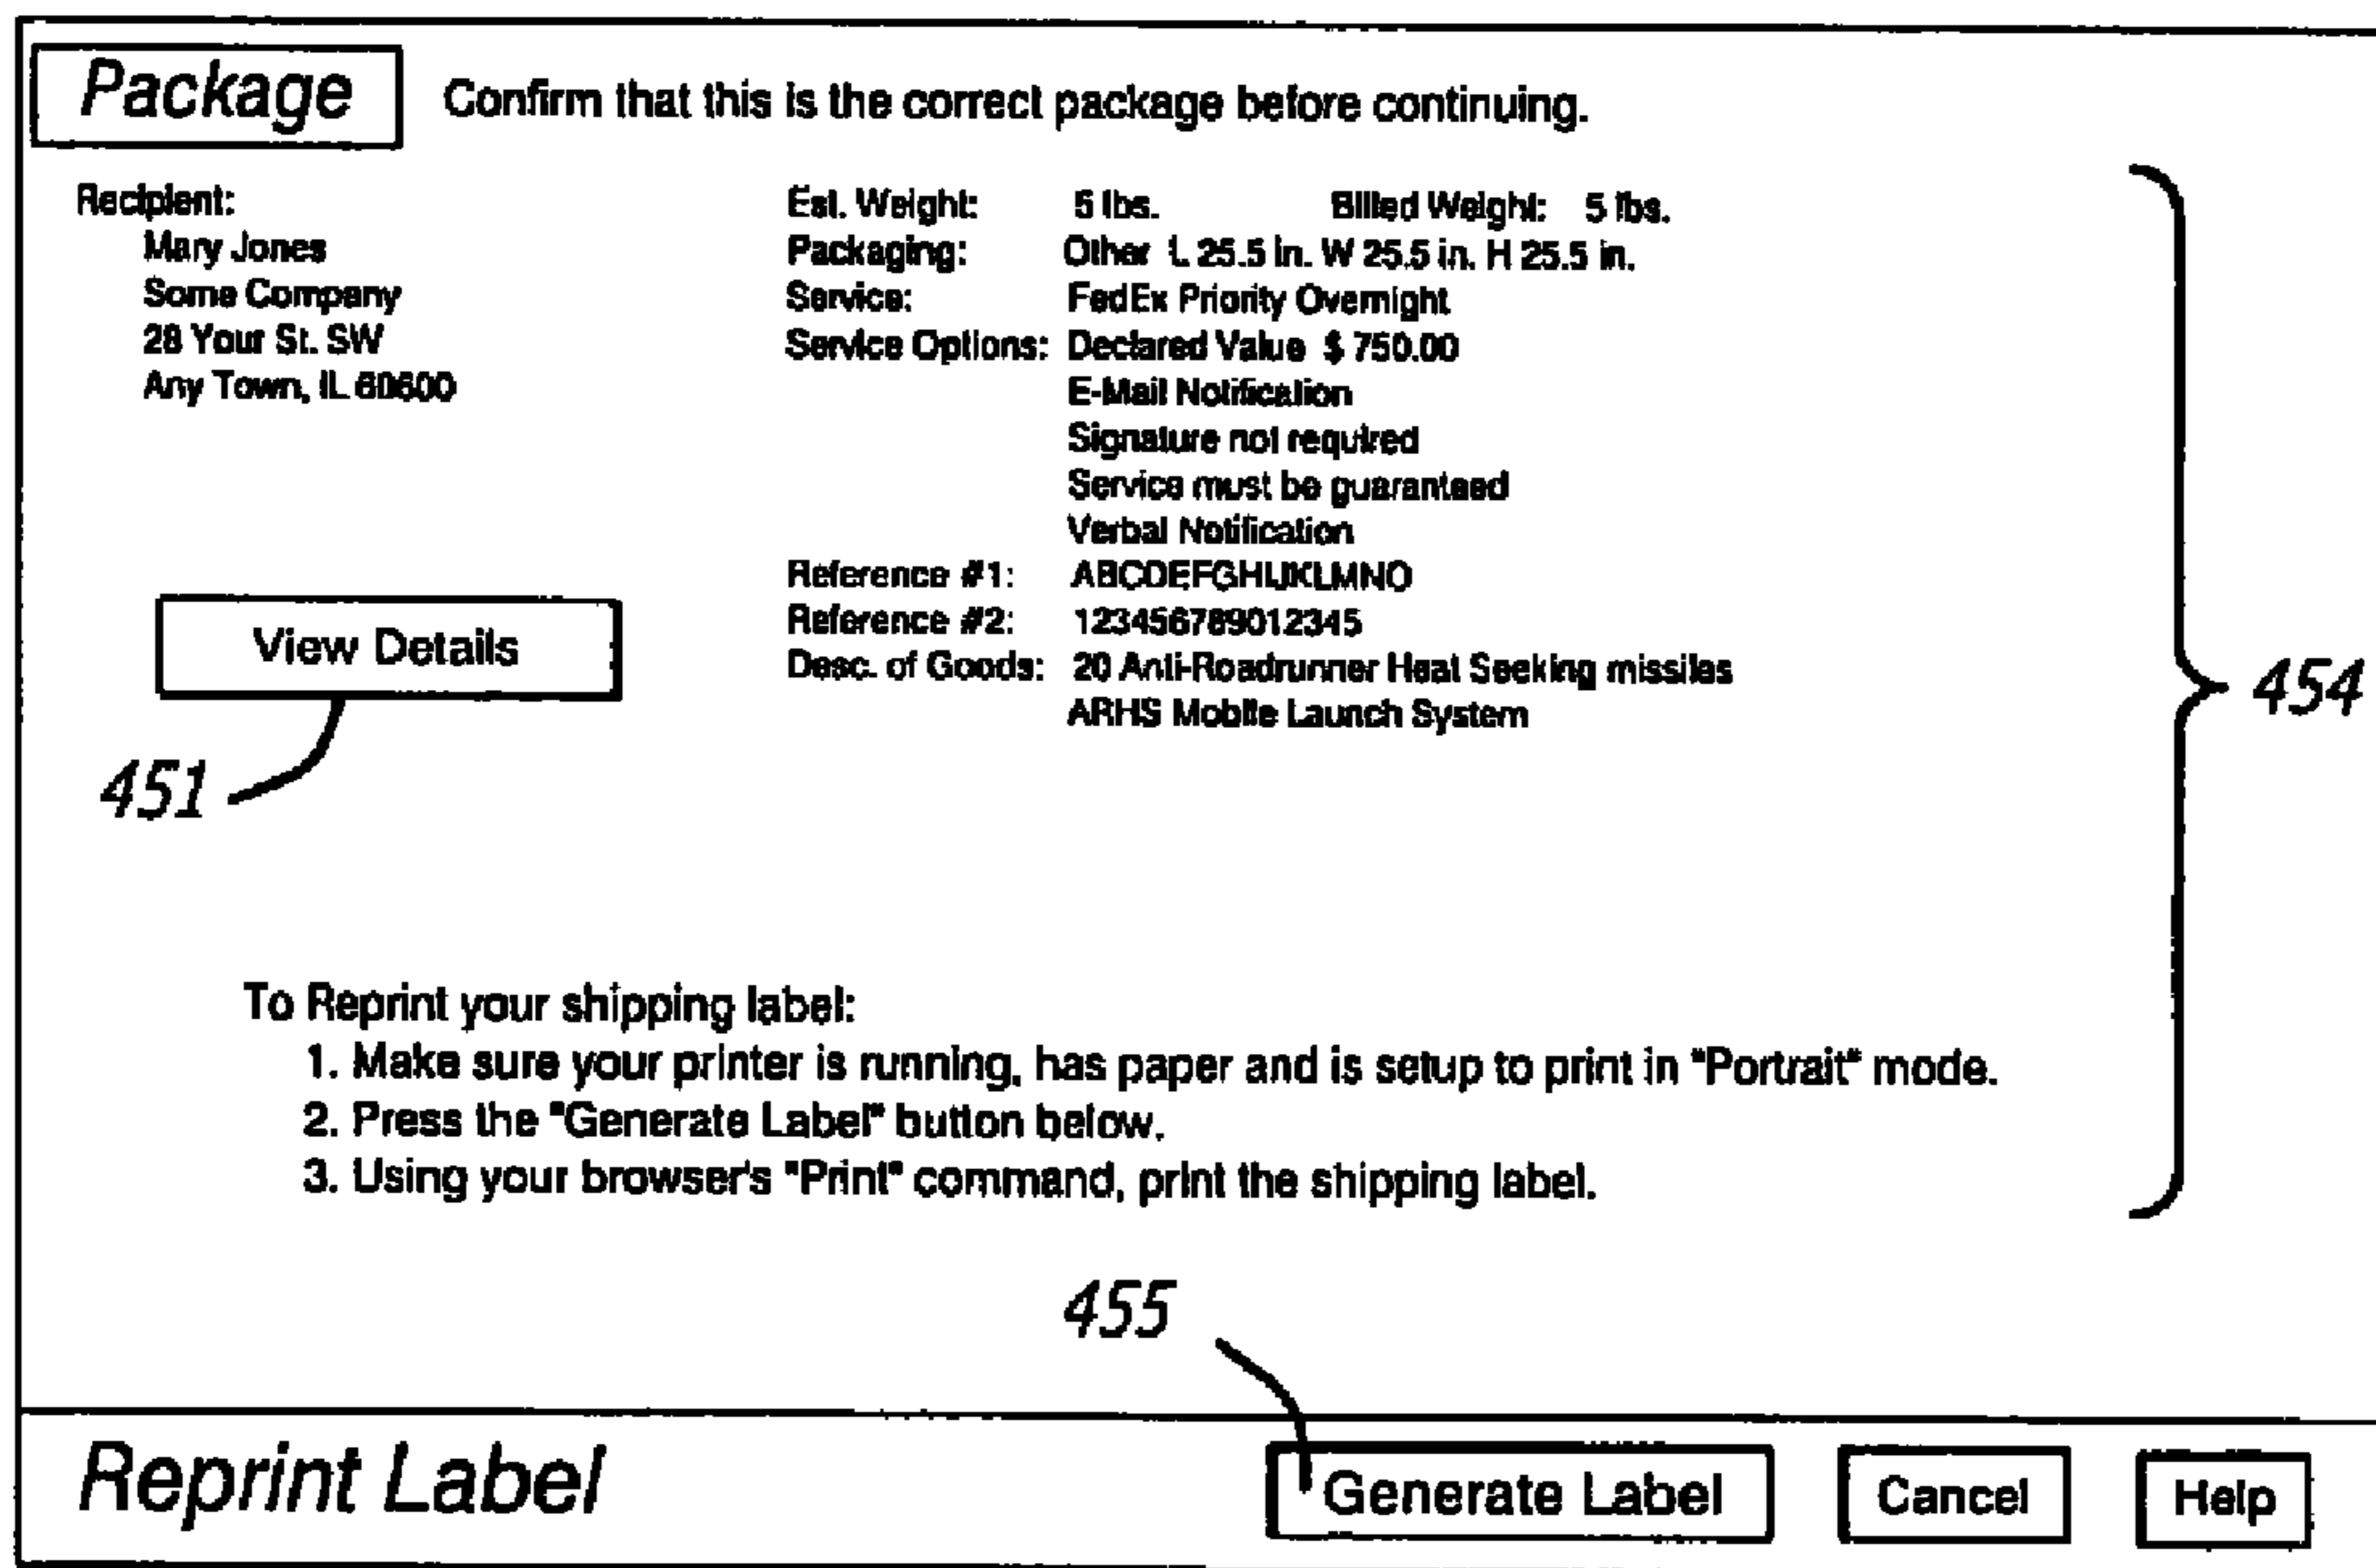 Package Confirm that this is the correct package before continuing.
Recipient:
Mary Jones
Some Company
28 Your St. SW
Any Town, IL 60600
View Details
451
Est. Weight: 5 lbs. Billed Weight: 5 lbs.
Packaging: Other L 25.5 in. W 25.5 in. H 25.5 in.
Service: FedEx Priority Overnight
Service Options: Declared Value $ 750.00
E-Mail Notification
Signature not required
Service must be guaranteed
Verbal Notification
Reference #1: ABCDEFGHIJKLMNO
Reference #2: 123456789012345
Desc. of Goods: 20 Anti-Roadrunner Heat Seeking missiles
ARHS Mobile Launch System
454
To Reprint your shipping label:
1. Make sure your printer is running, has paper and is setup to print in "Portrait" mode.
2. Press the "Generate Label" button below.
3. Using your browser's "Print" command, print the shipping label.
455
Reprint Label Generate Label Cancel Help